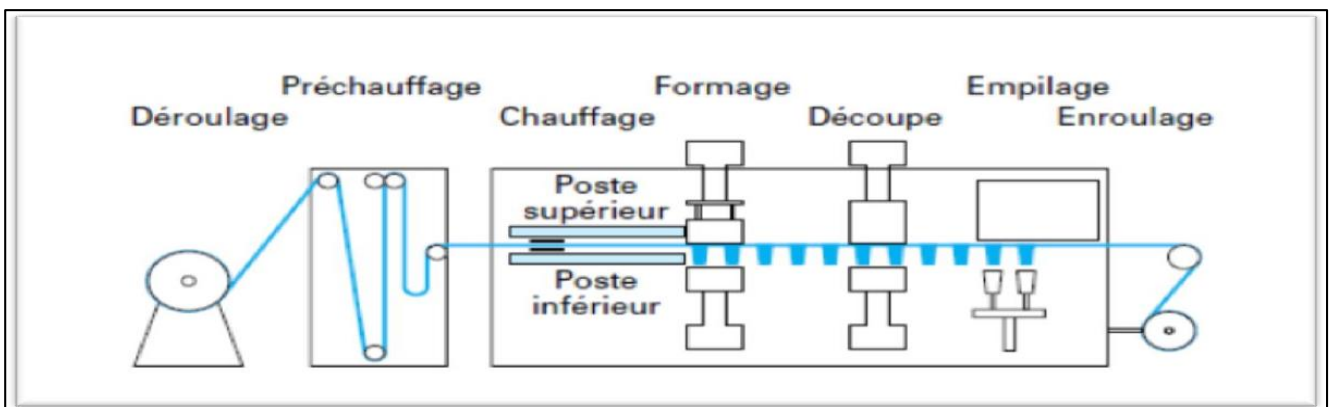 Préchauffage Formage Empilage
Déroulage Chauffage Découpe Enroulage
Poste
supérieur
Poste
inférieur